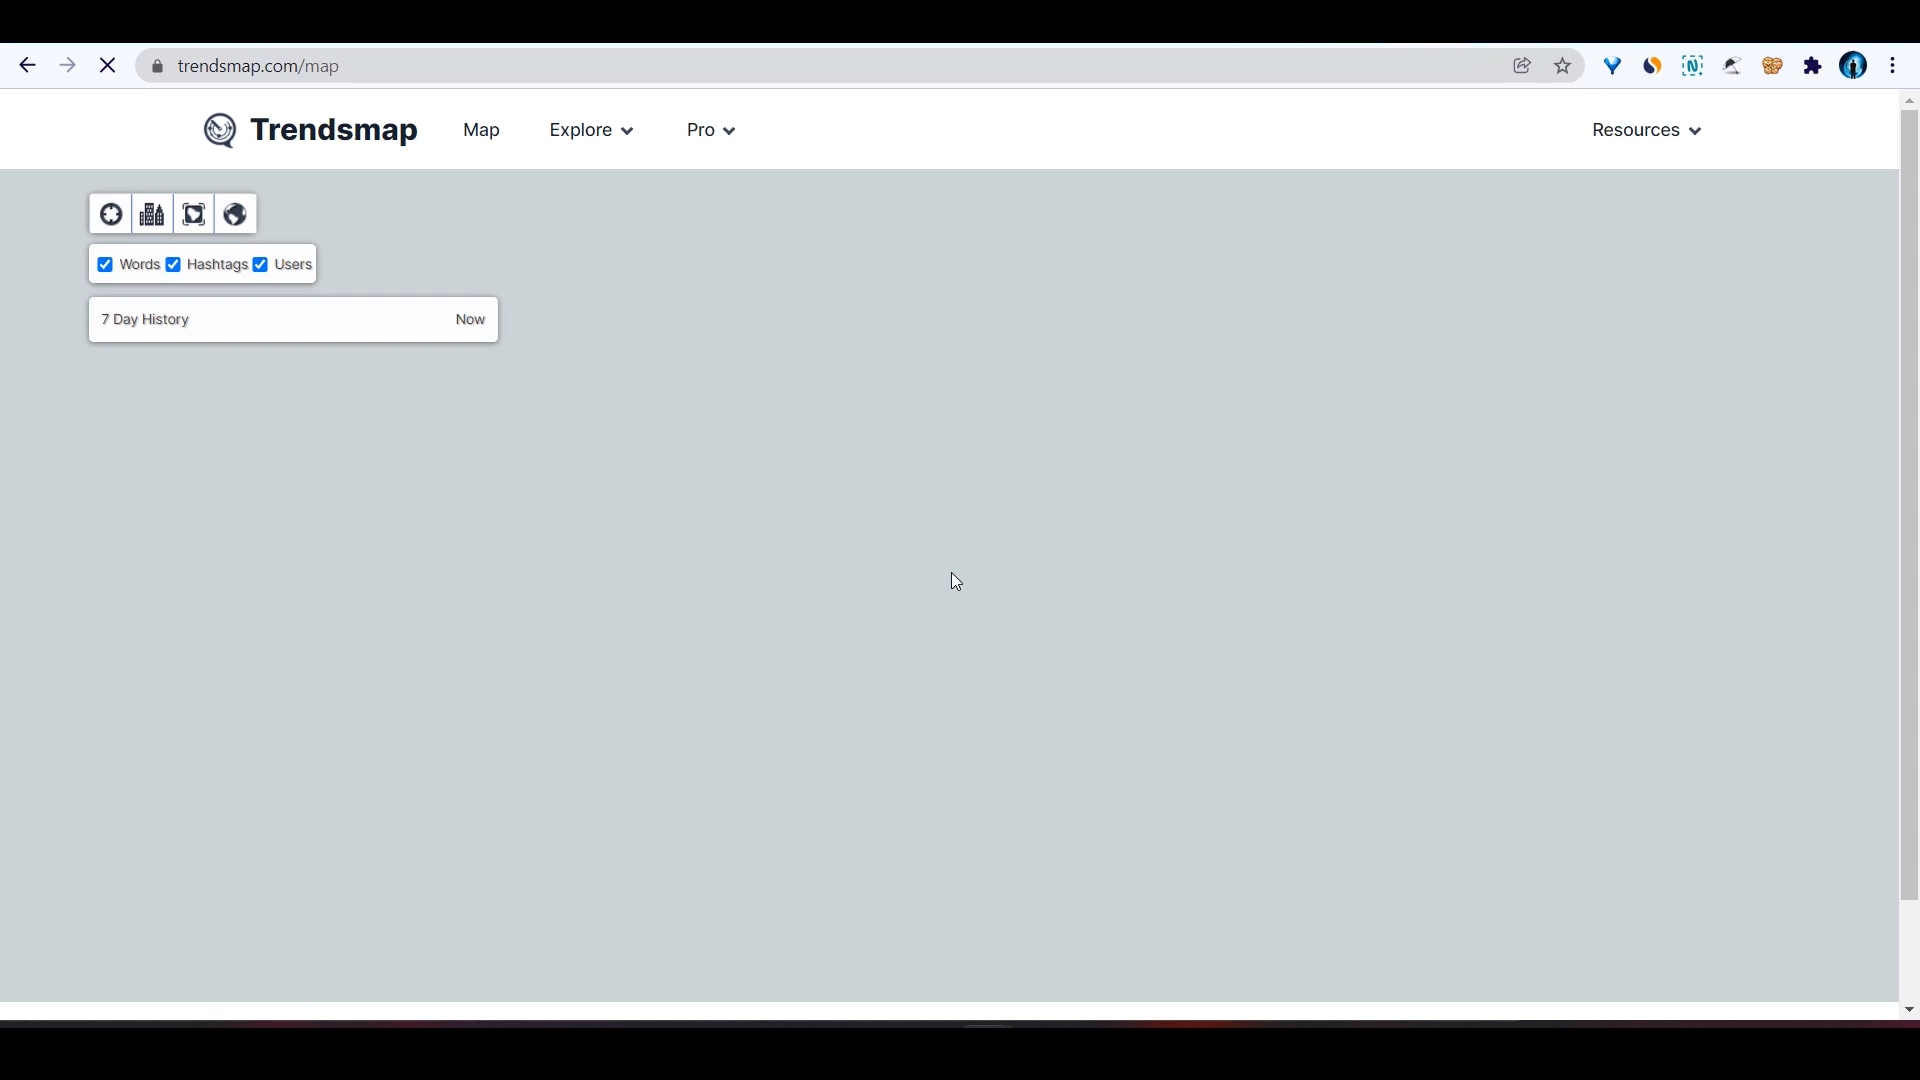 trendsmap.com/map
Trendsmap Map Explore Pro Resources
Words Hashtags Users
7 Day History Now